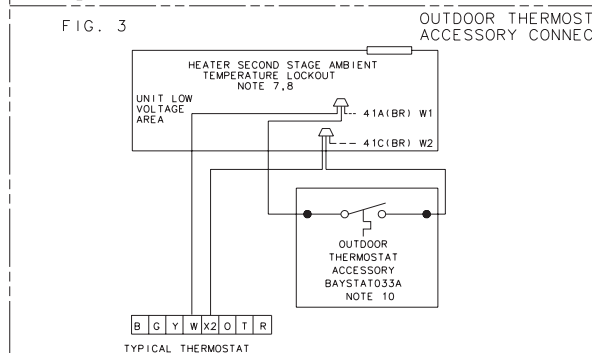 FIG. 3
OUTDOOR THERMOST
ACCESSORY CONNEC
HEATER SECOND STAGE AMBIENT
TEMPERATURE LOCKOUT
NOTE 7,8
UNIT LOW
VOLTAGE
AREA
41A(BR) W1
41C(BR) W2
OUTDOOR
THERMOSTAT
ACCESSORY
BAYSTAT033A
NOTE 10
B G Y W X2 O T R
TYPICAL THERMOSTAT